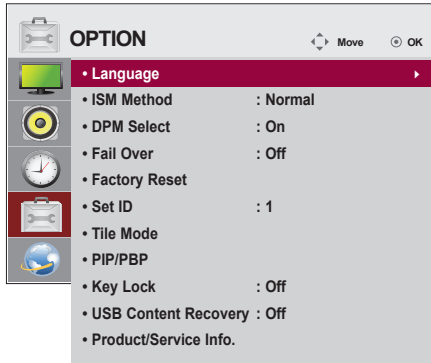 OPTION Move OK
• Language
• ISM Method : Normal
• DPM Select : On
• Fail Over : Off
• Factory Reset
• Set ID : 1
• Tile Mode
• PIP/PBP
• Key Lock : Off
• USB Content Recovery : Off
• Product/Service Info.